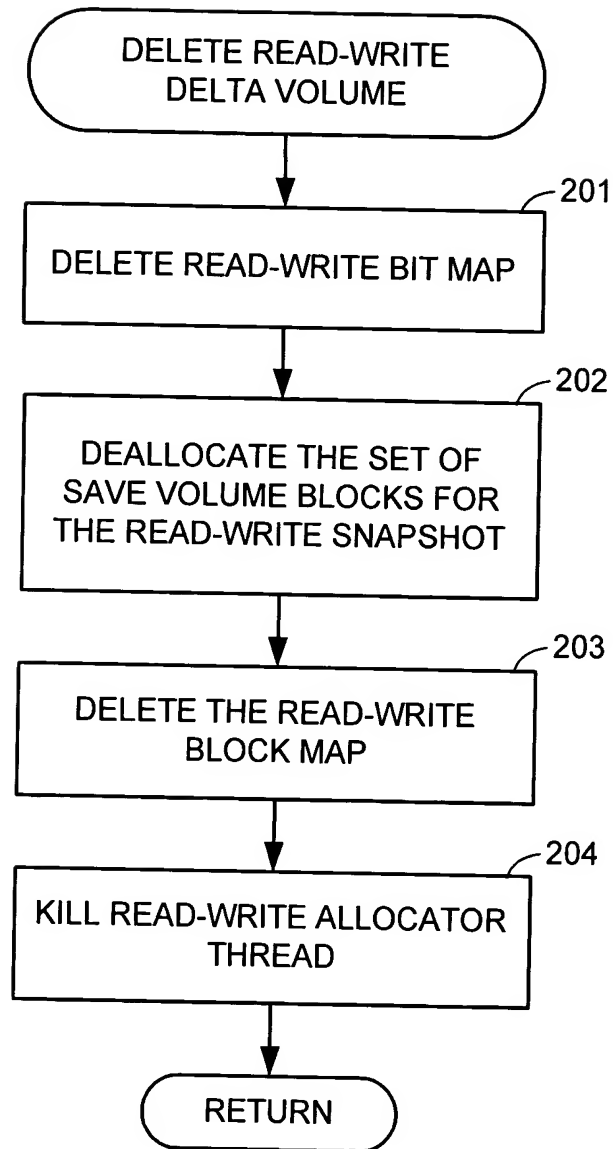 DELETE READ-WRITE
DELTA VOLUME
201
DELETE READ-WRITE BIT MAP
202
DEALLOCATE THE SET OF
SAVE VOLUME BLOCKS FOR
THE READ-WRITE SNAPSHOT
203
DELETE THE READ-WRITE
BLOCK MAP
204
KILL READ-WRITE ALLOCATOR
THREAD
RETURN